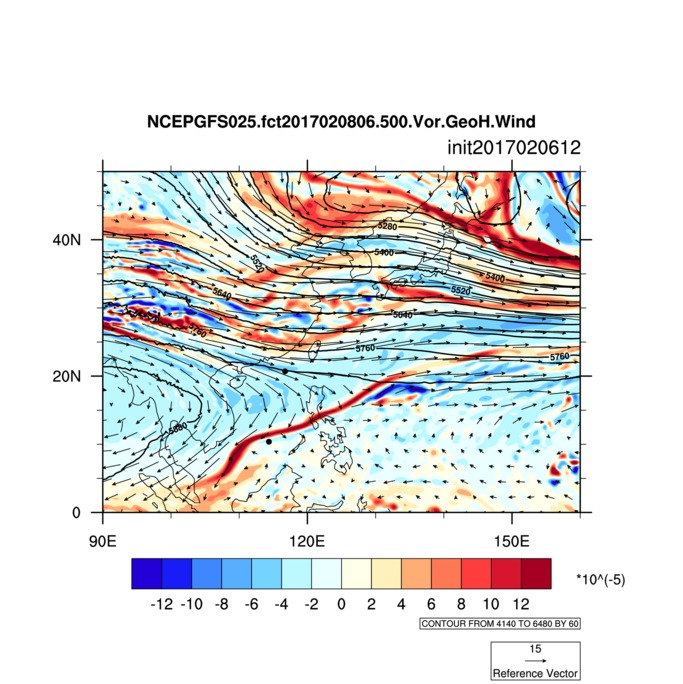 NCEPGFS025.fct2017020806.500.Vor.GeoH.Wind
init2017020612
40N
20N
0
5280
5400
5400
5520
5520
5640
5640
5760
5760
5760
5880
90E 120E 150E
-12 -10 -8 -6 -4 -2 0 2 4 6 8 10 12
*10^(-5)
CONTOUR FROM 4140 TO 6480 BY 60
15
Reference Vector